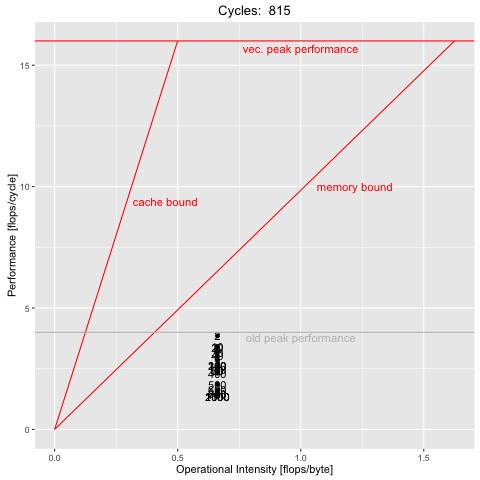 Cycles:  815
15
vec. peak performance
10
memory bound
cache bound
5
old peak performance
2
0
0.0
0.5
1.0
1.5
Operational Intensity [flops/byte]
Performance [flops/cycle]